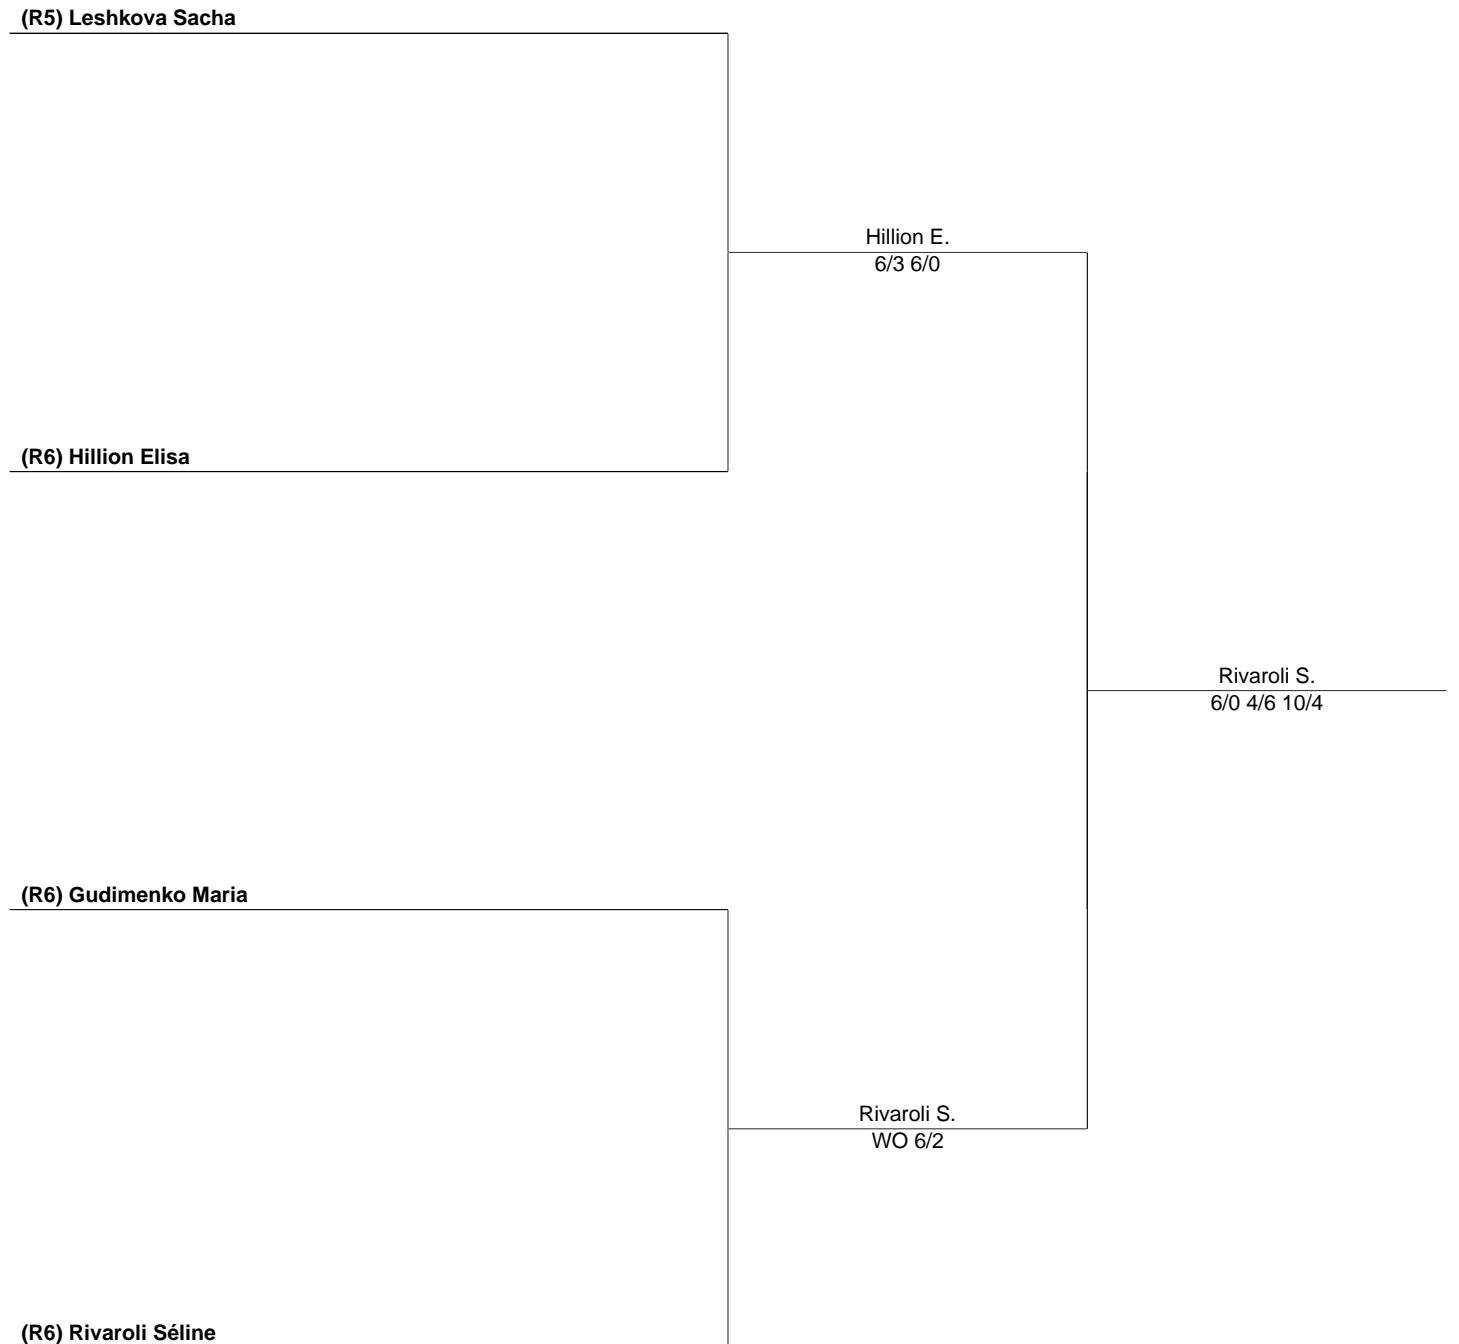 (R5) Leshkova Sacha
Hillion E.
6/3 6/0
(R6) Hillion Elisa
Rivaroli S.
6/0 4/6 10/4
(R6) Gudimenko Maria
Rivaroli S.
WO 6/2
(R6) Rivaroli Séline